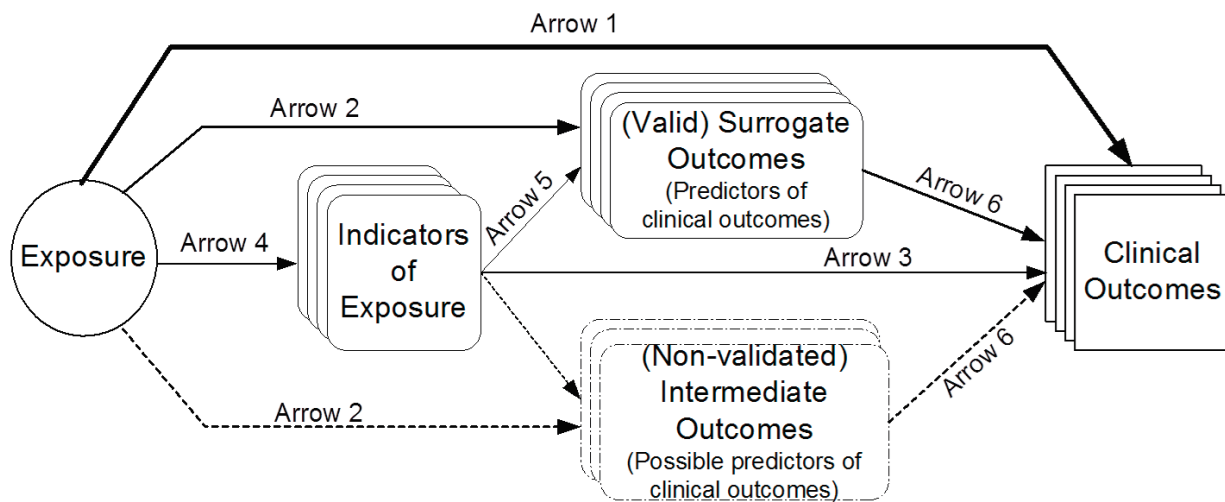 Arrow 1
Arrow 2
(Valid) Surrogate
Outcomes
(Predictors of
clinical outcomes)
Arrow 5
Arrow 6
Exposure
Arrow 4
Indicators
of
Exposure
Arrow 3
Clinical
Outcomes
Arrow 2
(Non-validated)
Intermediate
Outcomes
(Possible predictors of
clinical outcomes)
Arrow 6